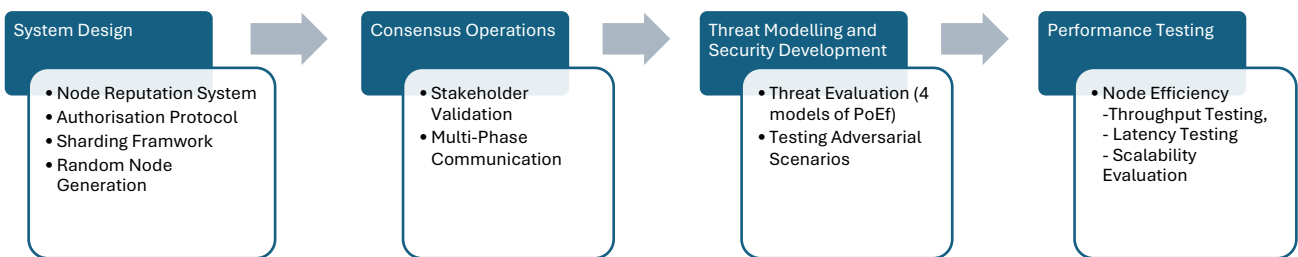 System Design
• Node Reputation System
• Authorisation Protocol
• Sharding Framwork
• Random Node
Generation
Consensus Operations
• Stakeholder
Validation
• Multi-Phase
Communication
Threat Modelling and
Security Development
• Threat Evaluation (4
models of PoEf)
• Testing Adversarial
Scenarios
Performance Testing
• Node Efficiency
-Throughput Testing,
- Latency Testing
- Scalability
Evaluation